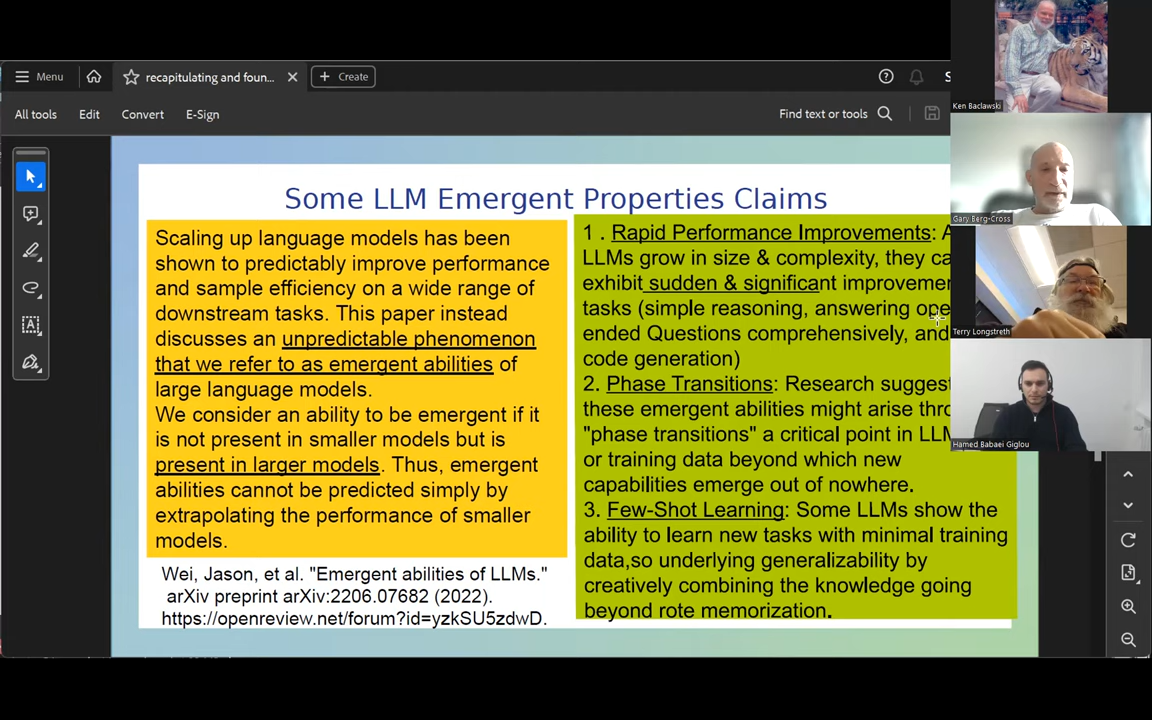 Menu
recapitulating and foun...
Create
S
All tools
Edit
Convert
E-Sign
Find text or tools
Some LLM Emergent Properties Claims
Scaling up language models has been
shown to predictably improve performance
and sample efficiency on a wide range of
downstream tasks. This paper instead
discusses an unpredictable phenomenon
that we refer to as emergent abilities of
large language models.
We consider an ability to be emergent if it
is not present in smaller models but is
present in larger models. Thus, emergent
abilities cannot be predicted simply by
extrapolating the performance of smaller
models.
Wei, Jason, et al. "Emergent abilities of LLMs."
arXiv preprint arXiv:2206.07682 (2022).
https://openreview.net/forum?id=yzkSU5zdwD.
1 . Rapid Performance Improvements: A
LLMs grow in size & complexity, they ca
exhibit sudden & significant improvemen
tasks (simple reasoning, answering ope
ended Questions comprehensively, and
code generation)
2. Phase Transitions: Research suggest
these emergent abilities might arise thro
"phase transitions" a critical point in LLM
or training data beyond which new
capabilities emerge out of nowhere.
3. Few-Shot Learning: Some LLMs show the
ability to learn new tasks with minimal training
data,so underlying generalizability by
creatively combining the knowledge going
beyond rote memorization.
Ken Baclawski
Gary Berg-Cross
Terry Longstreth
Hamed Babaei Giglou